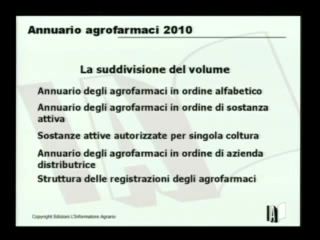 Annuario agrofarmaci 2010
La suddivisione del volume
Annuario degli agrofarmaci in ordine alfabetico
Annuario degli agrofarmaci in ordine di sostanza
attiva
Sostanze attive autorizzate per singola coltura
Annuario degli agrofarmaci in ordine di azienda
distributrice
Struttura delle registrazioni degli agrofarmaci
Copyright Edizioni L'Informatore Agrario